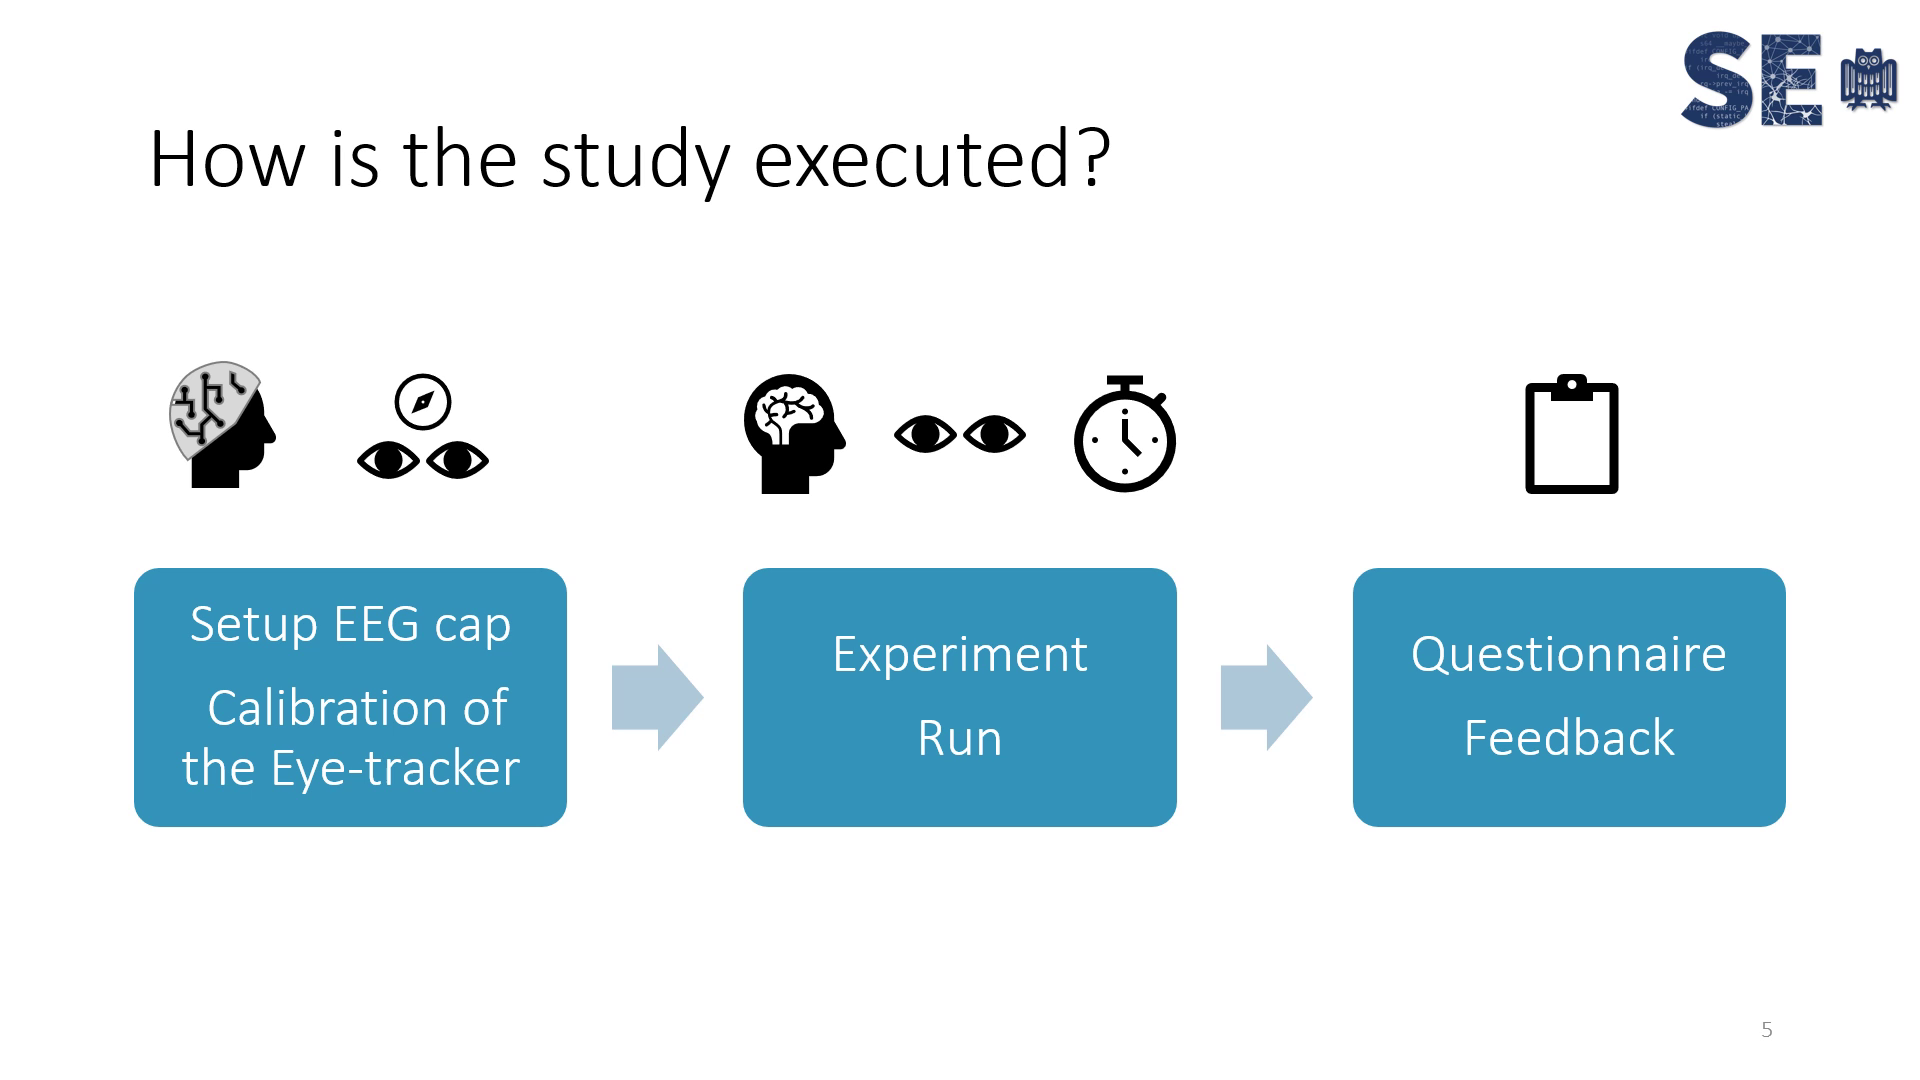 SE
How is the study executed?
Setup EEG cap
Calibration of
the Eye-tracker
Experiment
Run
Questionnaire
Feedback
5